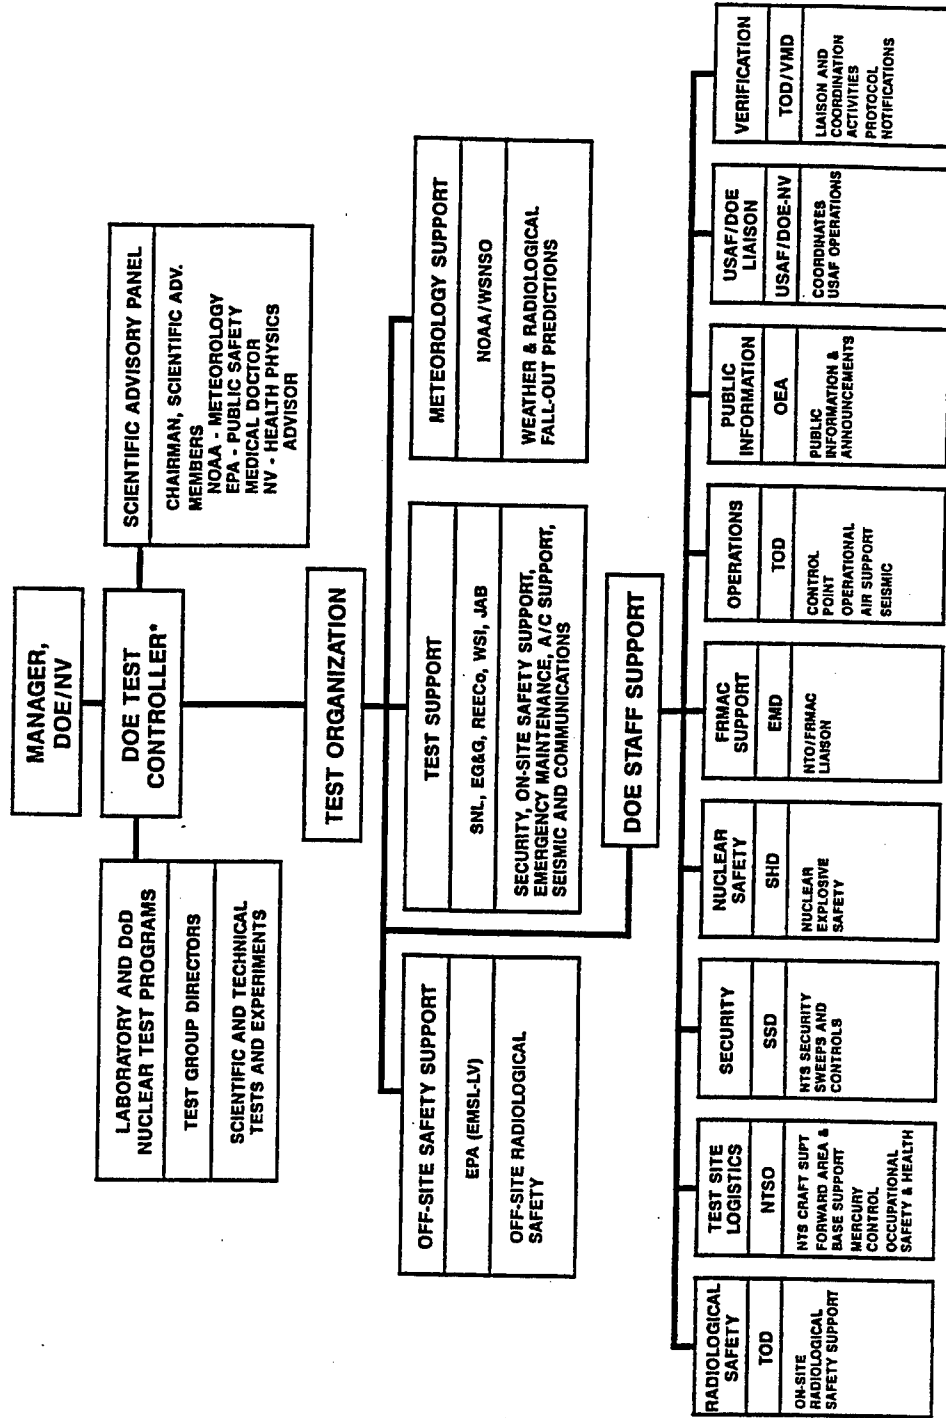 MANAGER,
DOE/NV
LABORATORY AND DoD
NUCLEAR TEST PROGRAMS
TEST GROUP DIRECTORS
SCIENTIFIC AND TECHNICAL
TESTS AND EXPERIMENTS
DOE TEST
CONTROLLER*
SCIENTIFIC ADVISORY PANEL
CHAIRMAN, SCIENTIFIC ADV.
MEMBERS
NOAA - METEOROLOGY
EPA - PUBLIC SAFETY
MEDICAL DOCTOR
NV - HEALTH PHYSICS
ADVISOR
TEST ORGANIZATION
OFF-SITE SAFETY SUPPORT
EPA (EMSL-LV)
OFF-SITE RADIOLOGICAL
SAFETY
TEST SUPPORT
SNL, EG&G, REECo, WSI, JAB
SECURITY, ON-SITE SAFETY SUPPORT,
EMERGENCY MAINTENANCE, A/C SUPPORT,
SEISMIC AND COMMUNICATIONS
METEOROLOGY SUPPORT
NOAA/WSNSO
WEATHER & RADIOLOGICAL
FALL-OUT PREDICTIONS
DOE STAFF SUPPORT
RADIOLOGICAL
SAFETY
TOD
ON-SITE
RADIOLOGICAL
SAFETY SUPPORT
TEST SITE
LOGISTICS
NTSO
NTS CRAFT SUPT
FORWARD AREA &
BASE SUPPORT
MERCURY
CONTROL
OCCUPATIONAL
SAFETY & HEALTH
SECURITY
SSD
NTS SECURITY
SWEEPS AND
CONTROLS
NUCLEAR
SAFETY
SHD
NUCLEAR
EXPLOSIVE
SAFETY
FRMAC
SUPPORT
EMD
NTO/FRMAC
LIAISON
OPERATIONS
TOD
CONTROL
POINT
OPERATIONAL
AIR SUPPORT
SEISMIC
PUBLIC
INFORMATION
OEA
PUBLIC
INFORMATION &
ANNOUNCEMENTS
USAF/DOE
LIAISON
USAF/DOE-NV
COORDINATES
USAF OPERATIONS
VERIFICATION
TOD/VMD
LIAISON AND
COORDINATION
ACTIVITIES
PROTOCOL
NOTIFICATIONS